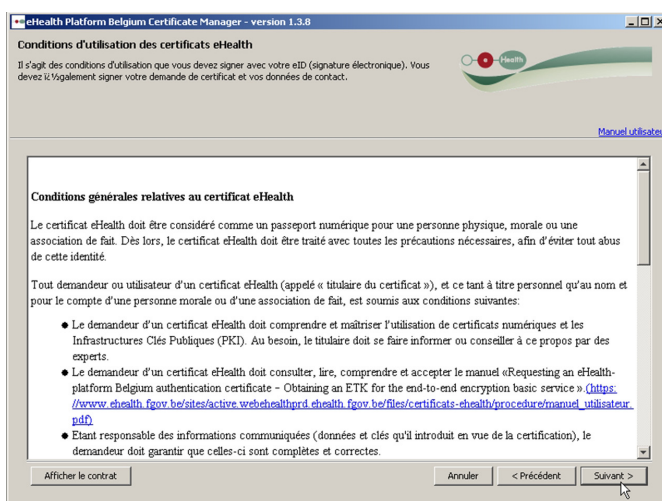 eHealth Platform Belgium Certificate Manager - version 1.3.8
Conditions d'utilisation des certificats eHealth
Il s'agit des conditions d'utilisation que vous devez signer avec votre eID (signature électronique). Vous
devez ï¿½galement signer votre demande de certificat et vos données de contact.
Health
Manuel utilisateur
Conditions générales relatives au certificat eHealth
Le certificat eHealth doit être considéré comme un passeport numérique pour une personne physique, morale ou une
association de fait. Dès lors, le certificat eHealth doit être traité avec toutes les précautions nécessaires, afin d'éviter tout abus
de cette identité.
Tout demandeur ou utilisateur d'un certificat eHealth (appelé « titulaire du certificat »), et ce tant à titre personnel qu'au nom et
pour le compte d'une personne morale ou d'une association de fait, est soumis aux conditions suivantes:
● Le demandeur d'un certificat eHealth doit comprendre et maîtriser l'utilisation de certificats numériques et les
Infrastructures Clés Publiques (PKI). Au besoin, le titulaire doit se faire informer ou conseiller à ce propos par des
experts.
● Le demandeur d'un certificat eHealth doit consulter, lire, comprendre et accepter le manuel «Requesting an eHealth-
platform Belgium authentication certificate – Obtaining an ETK for the end-to-end encryption basic service ».(https:
//www.ehealth.fgov.be/sites/active.webehealthprd.ehealth.fgov.be/files/certificats-ehealth/procedure/manuel_utilisateur.
pdf)
● Etant responsable des informations communiquées (données et clés qu'il introduit en vue de la certification), le
demandeur doit garantir que celles-ci sont complètes et correctes.
Afficher le contrat
Annuler
< Précédent
Suivant >